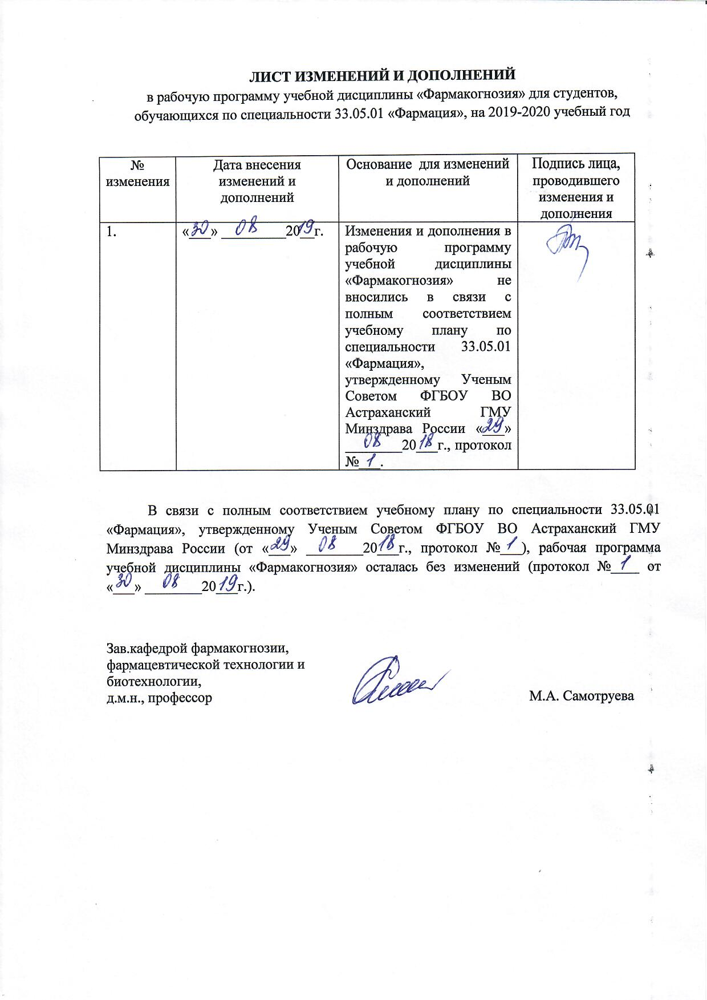 ЛИСТ ИЗМЕНЕНИЙ И ДОПОЛНЕНИЙ
в рабочую программу учебной дисциплины «Фармакогнозия» для студентов,
обучающихся по специальности 33.05.01 «Фармация», на 2019-2020 учебный год
№
изменения
Дата внесения
изменений и
дополнений
Основание для изменений
и дополнений
Подпись лица,
проводившего
изменения и
дополнения
1.
«30» 08 2019г.
Изменения и дополнения в
рабочую программу
учебной дисциплины
«Фармакогнозия» не
вносились в связи с
полным соответствием
учебному плану по
специальности 33.05.01
«Фармация»,
утвержденному Ученым
Советом ФГБОУ ВО
Астраханский ГМУ
Минздрава России «29»
08 2018г., протокол
№ 1.
В связи с полным соответствием учебному плану по специальности 33.05.01
«Фармация», утвержденному Ученым Советом ФГБОУ ВО Астраханский ГМУ
Минздрава России (от «29» 08 2018г., протокол № 1), рабочая программа
учебной дисциплины «Фармакогнозия» осталась без изменений (протокол № 1 от
«30» 08 2019г.).
Зав.кафедрой фармакогнозии,
фармацевтической технологии и
биотехнологии,
д.м.н., профессор
М.А. Самотруева